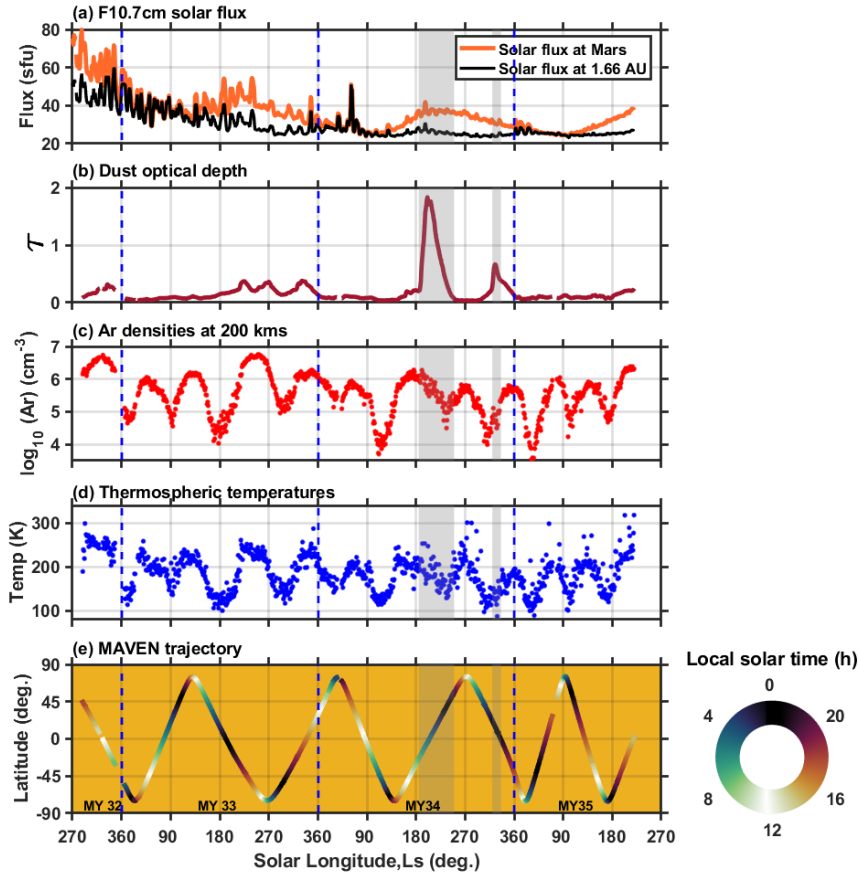 (a) F10.7cm solar flux
80
60
40
20
Flux (sfu)
Solar flux at Mars
Solar flux at 1.66 AU
(b) Dust optical depth
2
1
0
τ
(c) Ar densities at 200 kms
7
6
5
4
log10 (Ar) (cm-3)
(d) Thermospheric temperatures
300
200
100
Temp (K)
(e) MAVEN trajectory
90
45
0
-45
-90
Latitude (deg.)
MY 32
MY 33
MY34
MY35
270 360 90 180 270 360 90 180 270 360 90 180 270
Solar Longitude,Ls (deg.)
Local solar time (h)
0
4
20
8
16
12